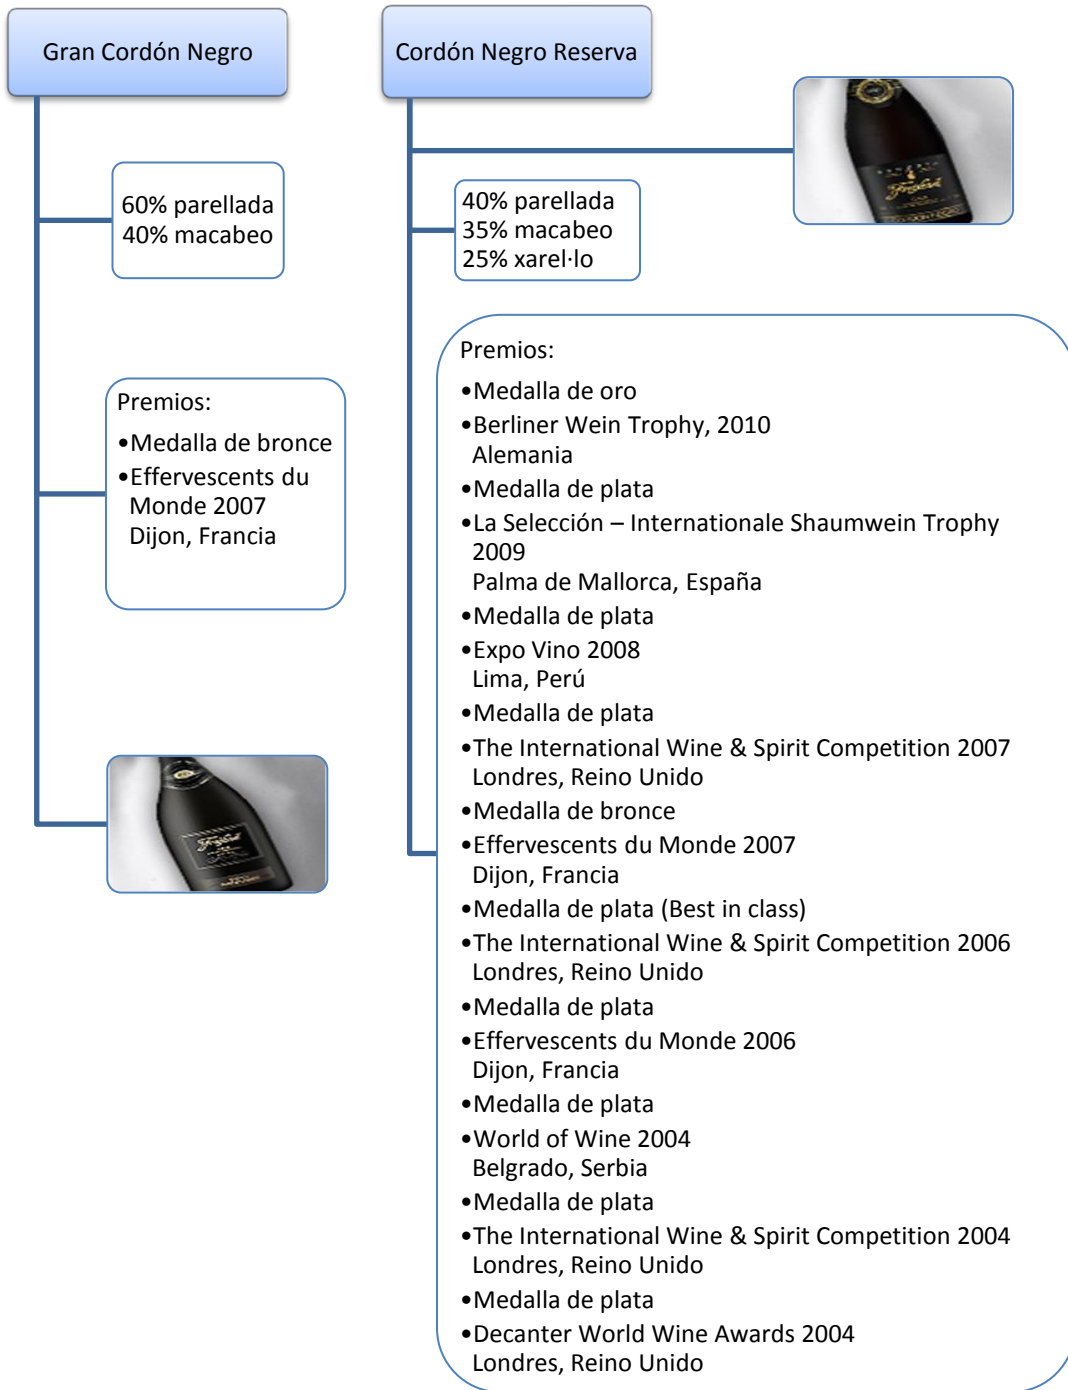 Gran Cordón Negro
60% parellada
40% macabeo
Premios:
•Medalla de bronce
•Effervescents du
Monde 2007
Dijon, Francia
Freixenet
Cordón Negro Reserva
Freixenet
40% parellada
35% macabeo
25% xarel·lo
Premios:
•Medalla de oro
•Berliner Wein Trophy, 2010
Alemania
•Medalla de plata
•La Selección – Internationale Shaumwein Trophy
2009
Palma de Mallorca, España
•Medalla de plata
•Expo Vino 2008
Lima, Perú
•Medalla de plata
•The International Wine & Spirit Competition 2007
Londres, Reino Unido
•Medalla de bronce
•Effervescents du Monde 2007
Dijon, Francia
•Medalla de plata (Best in class)
•The International Wine & Spirit Competition 2006
Londres, Reino Unido
•Medalla de plata
•Effervescents du Monde 2006
Dijon, Francia
•Medalla de plata
•World of Wine 2004
Belgrado, Serbia
•Medalla de plata
•The International Wine & Spirit Competition 2004
Londres, Reino Unido
•Medalla de plata
•Decanter World Wine Awards 2004
Londres, Reino Unido